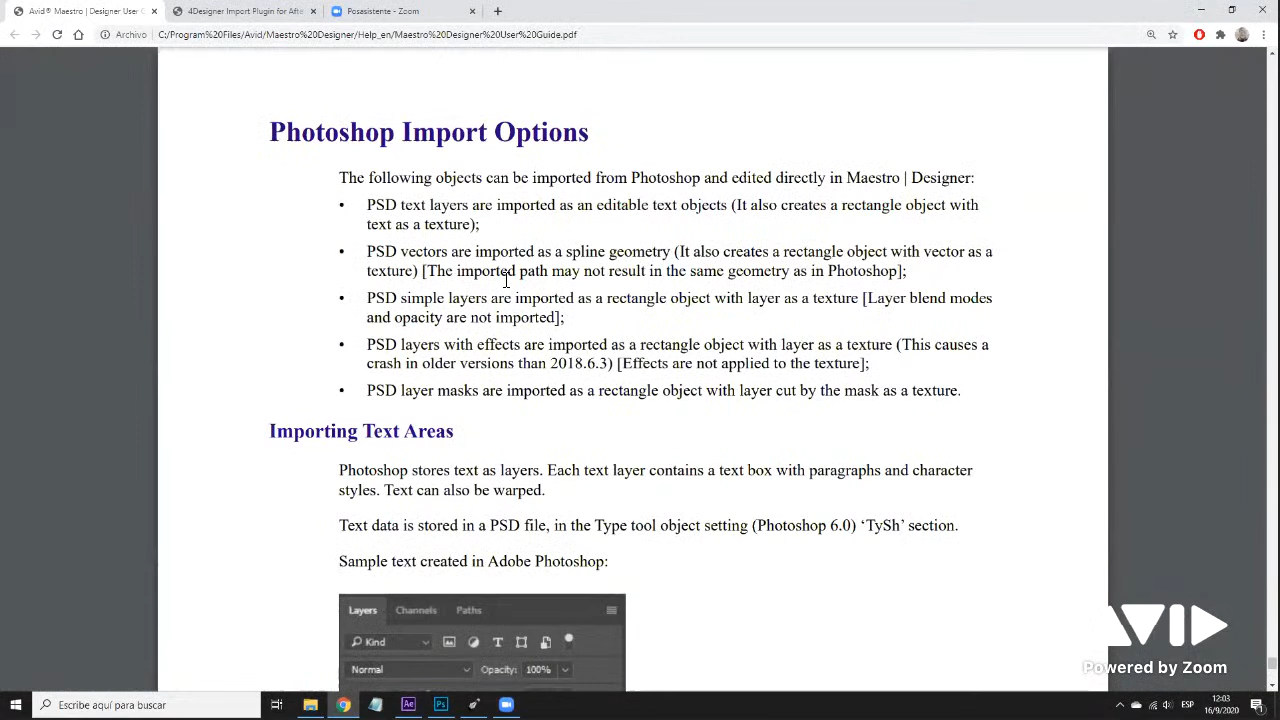 Avid® Maestro | Designer User G
4Designer Import Plugin for Afte
Posasistente - Zoom
Archivo
C:/Program%20Files/Avid/Maestro%20Designer/Help_en/Maestro%20Designer%20User%20Guide.pdf
Photoshop Import Options
The following objects can be imported from Photoshop and edited directly in Maestro | Designer:
• PSD text layers are imported as an editable text objects (It also creates a rectangle object with
text as a texture);
• PSD vectors are imported as a spline geometry (It also creates a rectangle object with vector as a
texture) [The imported path may not result in the same geometry as in Photoshop];
• PSD simple layers are imported as a rectangle object with layer as a texture [Layer blend modes
and opacity are not imported];
• PSD layers with effects are imported as a rectangle object with layer as a texture (This causes a
crash in older versions than 2018.6.3) [Effects are not applied to the texture];
• PSD layer masks are imported as a rectangle object with layer cut by the mask as a texture.
Importing Text Areas
Photoshop stores text as layers. Each text layer contains a text box with paragraphs and character
styles. Text can also be warped.
Text data is stored in a PSD file, in the Type tool object setting (Photoshop 6.0) ‘TySh’ section.
Sample text created in Adobe Photoshop:
Layers Channels Paths
Kind
Normal Opacity: 100%
AVID
Powered by Zoom
Escribe aquí para buscar
Ae
Ps
ESP
12:03
16/9/2020